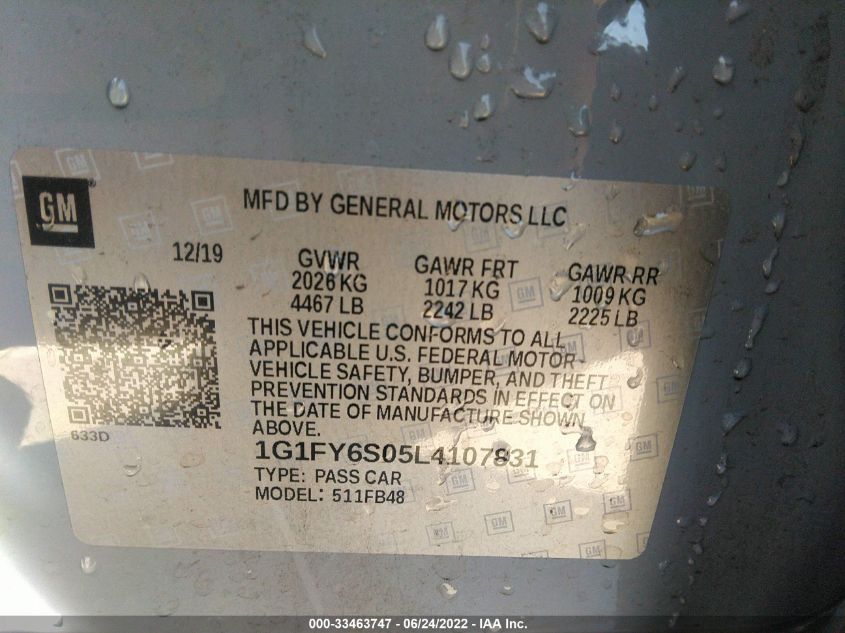 GM
MFD BY GENERAL MOTORS LLC
12/19
GVWR
2026 KG
4467 LB
GAWR FRT
1017 KG
2242 LB
GAWR RR
1009 KG
2225 LB
THIS VEHICLE CONFORMS TO ALL
APPLICABLE U.S. FEDERAL MOTOR
VEHICLE SAFETY, BUMPER, AND THEFT
PREVENTION STANDARDS IN EFFECT ON
THE DATE OF MANUFACTURE SHOWN
ABOVE.
633D
1G1FY6S05L4107831
TYPE: PASS CAR
MODEL: 511FB48
000-33463747 - 06/24/2022 - IAA Inc.